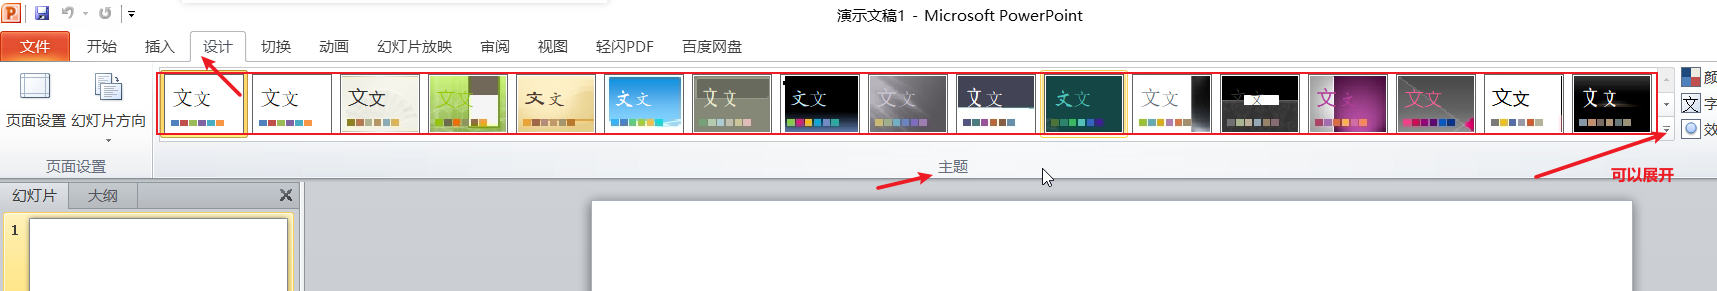 演示文稿1 - Microsoft PowerPoint
文件 开始 插入 设计 切换 动画 幻灯片放映 审阅 视图 轻闪PDF 百度网盘
文文 文文 文文 文文 文文 文文 文文 文文 文文 文文 文文 文文 文文 文文 文文 文文 文文
颜
文 字
效
页面设置 幻灯片方向
页面设置 主题 可以展开
幻灯片 大纲
1